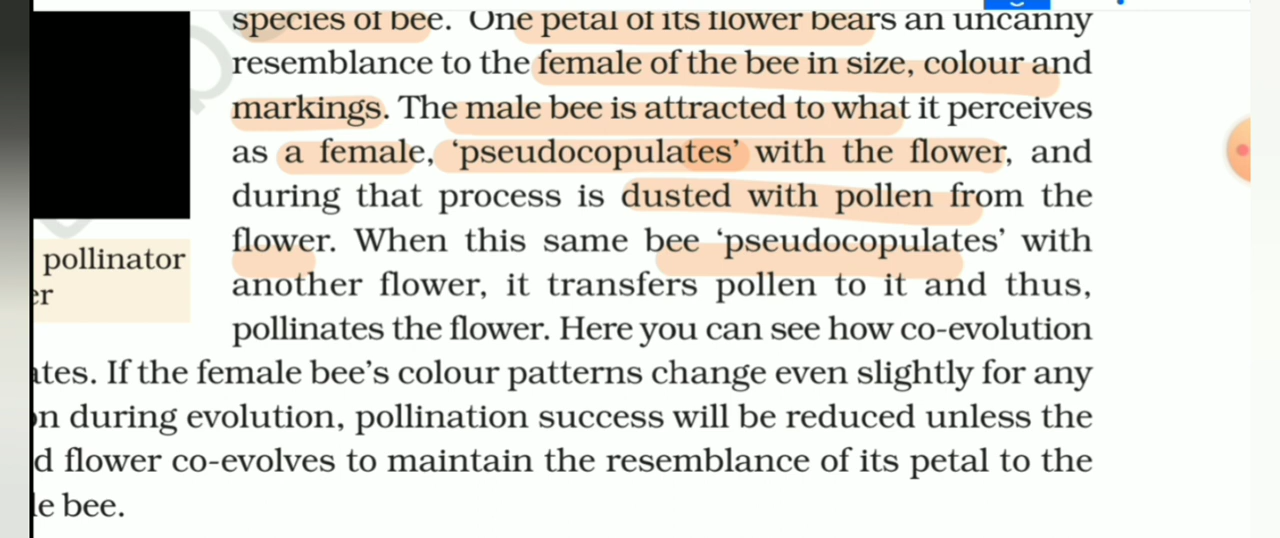 species of bee. One petal of its flower bears an uncanny
resemblance to the female of the bee in size, colour and
markings. The male bee is attracted to what it perceives
as a female, ‘pseudocopulates’ with the flower, and
during that process is dusted with pollen from the
pollinator
flower. When this same bee ‘pseudocopulates’ with
er
another flower, it transfers pollen to it and thus,
pollinates the flower. Here you can see how co-evolution
ates. If the female bee’s colour patterns change even slightly for any
on during evolution, pollination success will be reduced unless the
d flower co-evolves to maintain the resemblance of its petal to the
le bee.